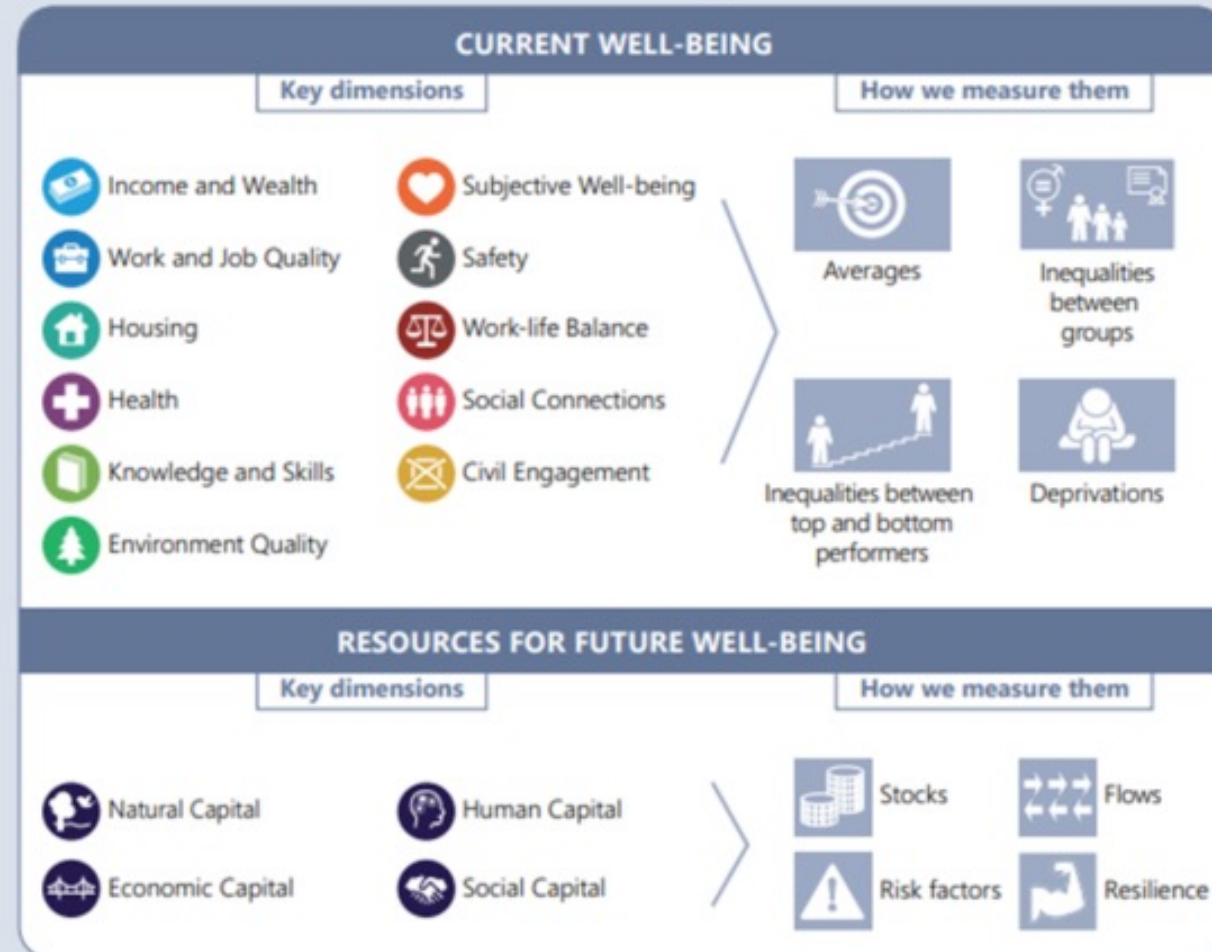 CURRENT WELL-BEING
Key dimensions
How we measure them
Income and Wealth
Work and Job Quality
Housing
Health
Knowledge and Skills
Environment Quality
Subjective Well-being
Safety
Work-life Balance
Social Connections
Civil Engagement
Averages
Inequalities
between
groups
Inequalities between
top and bottom
performers
Deprivations
RESOURCES FOR FUTURE WELL-BEING
Key dimensions
How we measure them
Natural Capital
Economic Capital
Human Capital
Social Capital
Stocks
Flows
Risk factors
Resilience